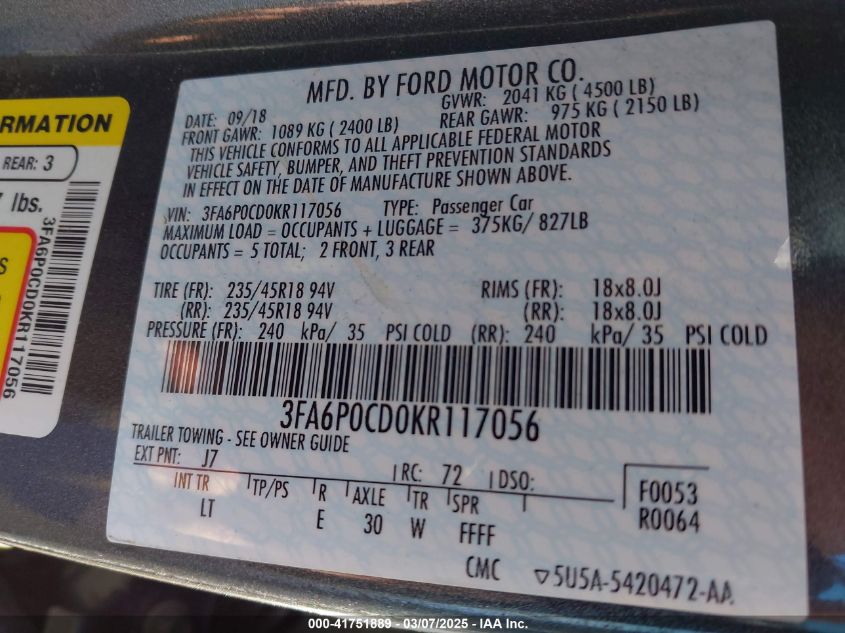 RMATION
REAR: 3
lbs.
3FA6P0CD0KR117056
MFD. BY FORD MOTOR CO.
DATE: 09/18 GVWR: 2041 KG ( 4500 LB)
FRONT GAWR: 1089 KG ( 2400 LB) REAR GAWR: 975 KG ( 2150 LB)
THIS VEHICLE CONFORMS TO ALL APPLICABLE FEDERAL MOTOR
VEHICLE SAFETY, BUMPER, AND THEFT PREVENTION STANDARDS
IN EFFECT ON THE DATE OF MANUFACTURE SHOWN ABOVE.
VIN: 3FA6P0CD0KR117056 TYPE: Passenger Car
MAXIMUM LOAD = OCCUPANTS + LUGGAGE = 375KG/ 827LB
OCCUPANTS = 5 TOTAL; 2 FRONT, 3 REAR
TIRE (FR): 235/45R18 94V RIMS (FR): 18x8.0J
(RR): 235/45R18 94V (RR): 18x8.0J
PRESSURE (FR): 240 kPa/ 35 PSI COLD (RR): 240 kPa/ 35 PSI COLD
3FA6P0CD0KR117056
TRAILER TOWING - SEE OWNER GUIDE
EXT PNT: J7 RC: 72 DSO:
INT TR TP/PS R AXLE TR SPR F0053
LT E 30 W FFFF R0064
CMC ▽5U5A-5420472-AA
000-41751889 - 03/07/2025 - IAA Inc.